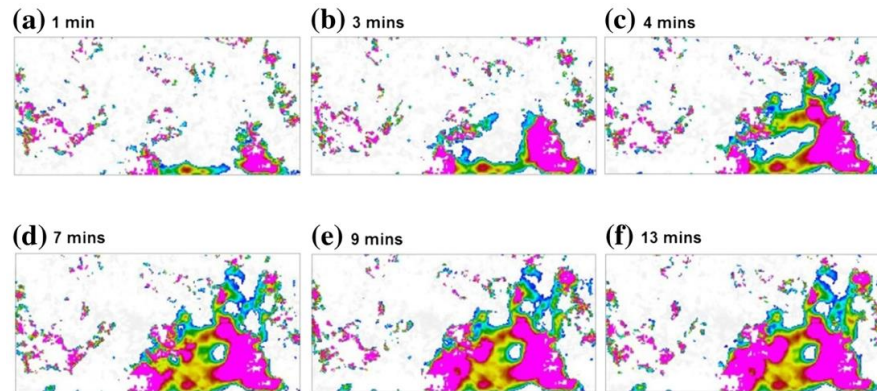 (a) 1 min
(b) 3 mins
(c) 4 mins
(d) 7 mins
(e) 9 mins
(f) 13 mins